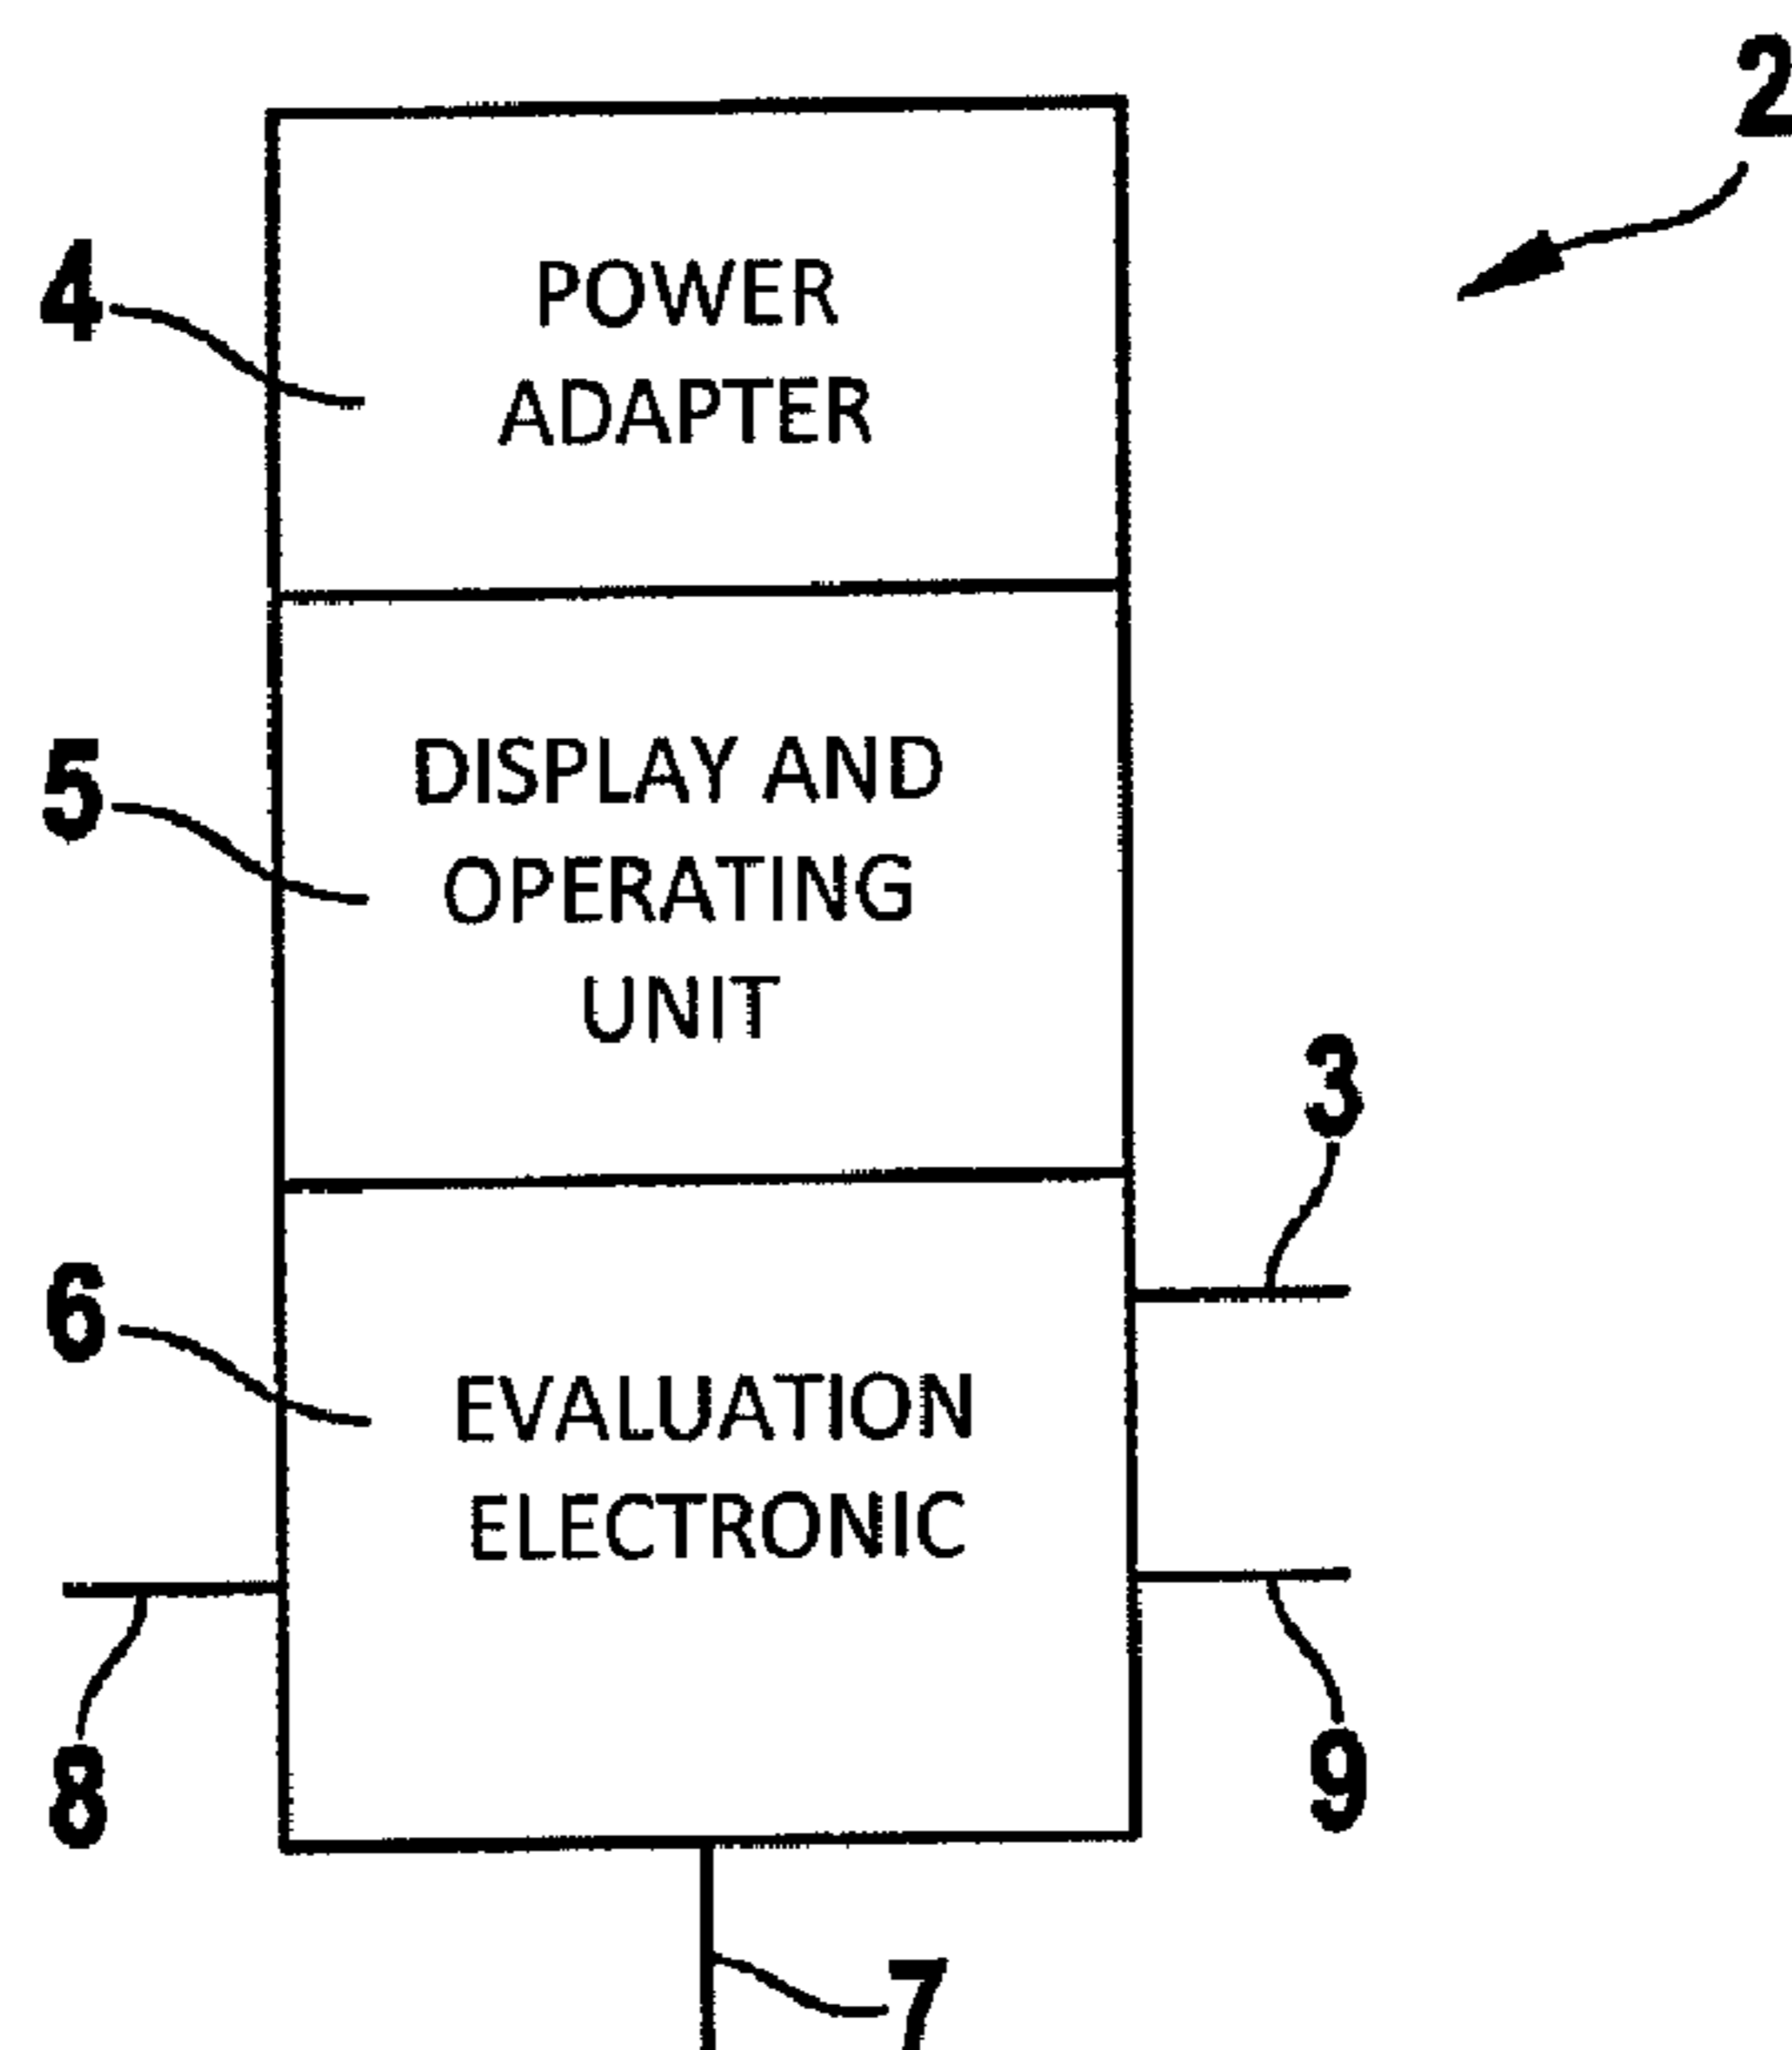 2
4
POWER
ADAPTER
5
DISPLAY AND
OPERATING
UNIT
3
6
EVALUATION
ELECTRONIC
8
9
7